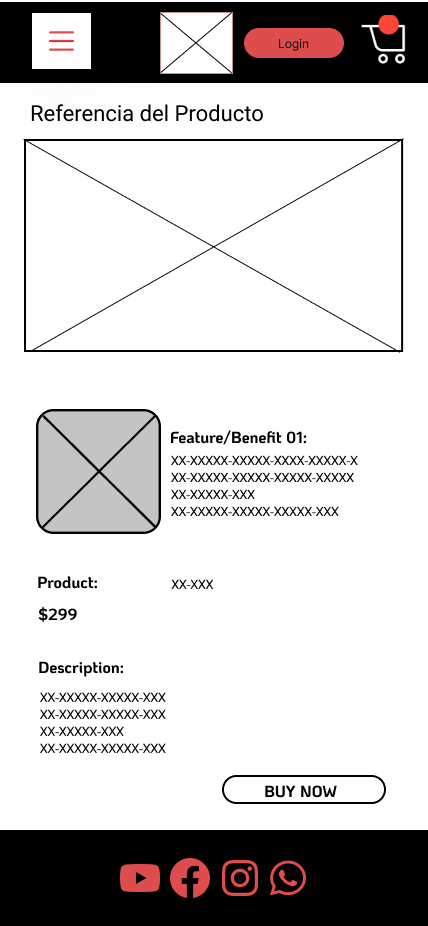 Login
Referencia del Producto
Feature/Benefit 01:
XX-XXXXX-XXXXX-XXXX-XXXXX-X
XX-XXXXX-XXXXX-XXXXX-XXXXX
XX-XXXXX-XXX
XX-XXXXX-XXXXX-XXXXX-XXX
Product: XX-XXX
$299
Description:
XX-XXXXX-XXXXX-XXX
XX-XXXXX-XXXXX-XXX
XX-XXXXX-XXX
XX-XXXXX-XXXXX-XXX
BUY NOW